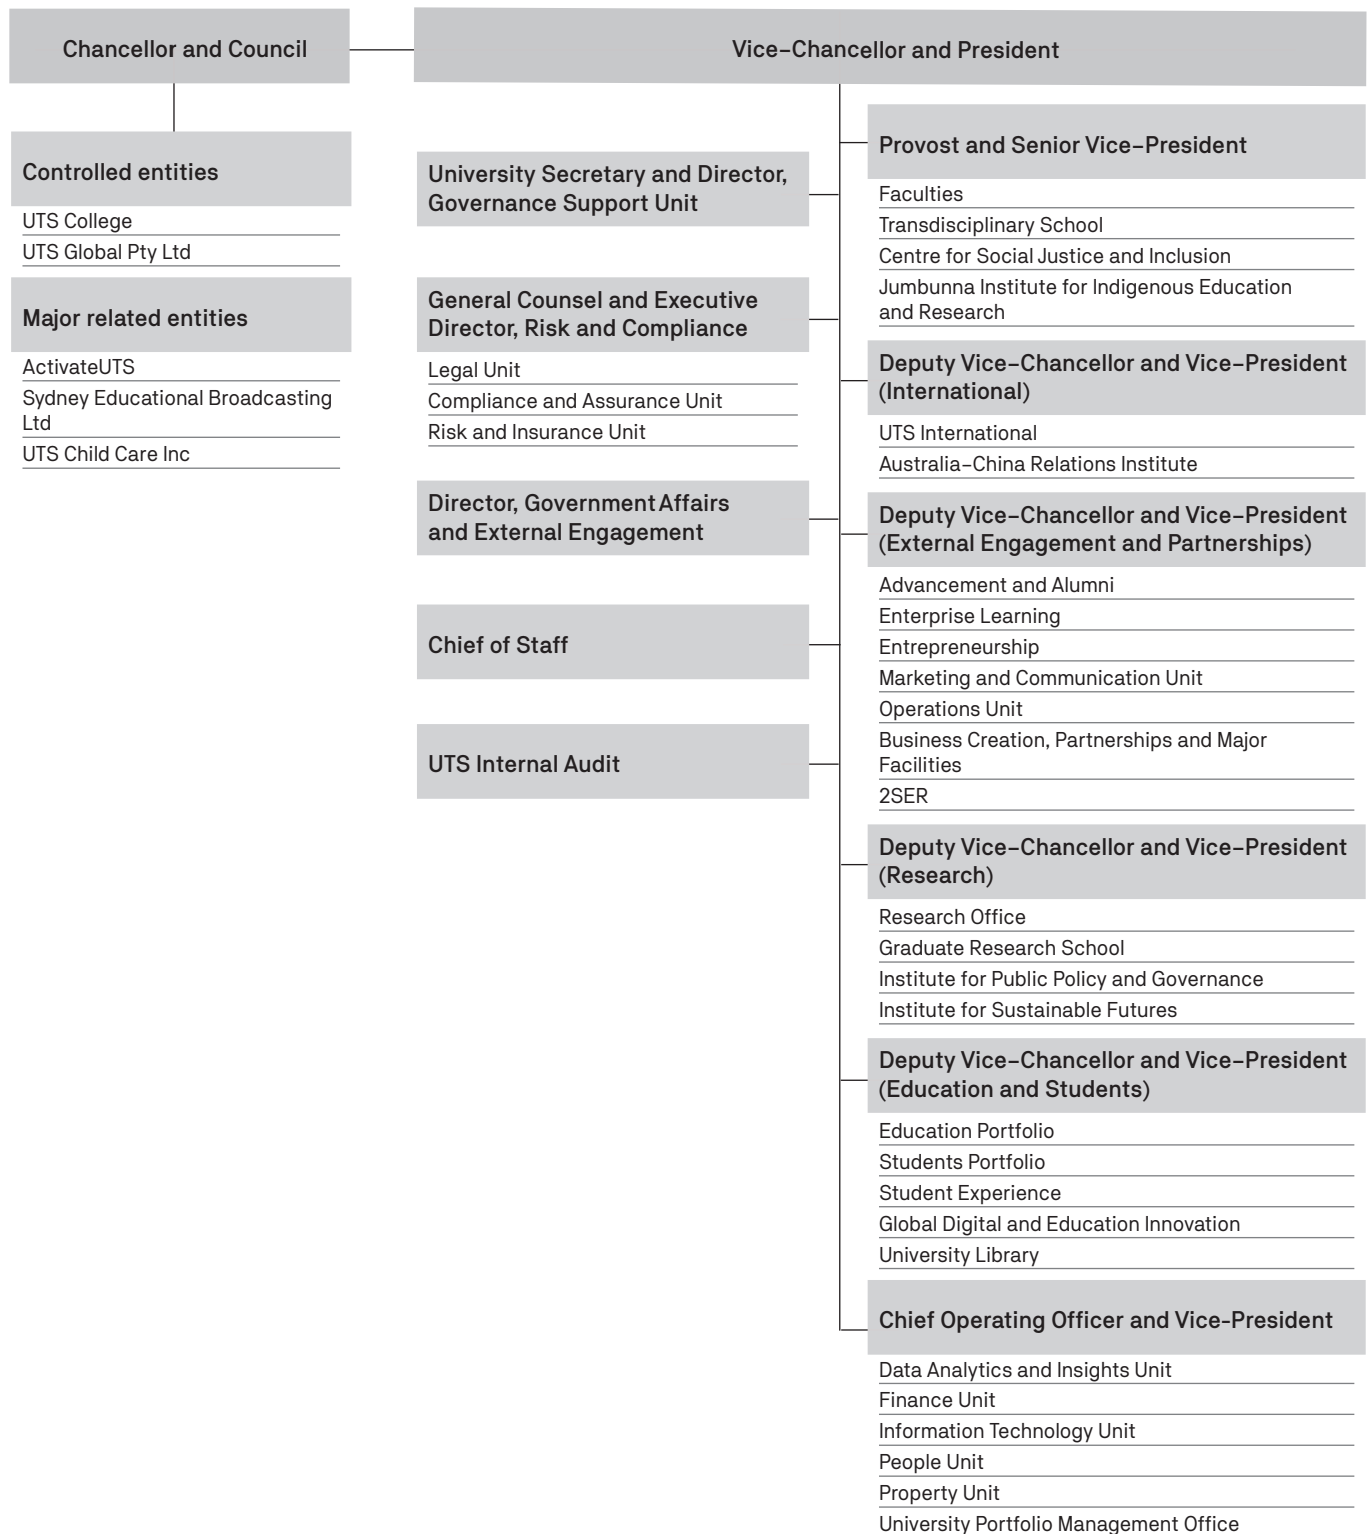 Chancellor and Council
Vice–Chancellor and President
Controlled entities
UTS College
UTS Global Pty Ltd
Major related entities
ActivateUTS
Sydney Educational Broadcasting
Ltd
UTS Child Care Inc
University Secretary and Director,
Governance Support Unit
General Counsel and Executive
Director, Risk and Compliance
Legal Unit
Compliance and Assurance Unit
Risk and Insurance Unit
Director, Government Affairs
and External Engagement
Chief of Staff
UTS Internal Audit
Provost and Senior Vice–President
Faculties
Transdisciplinary School
Centre for Social Justice and Inclusion
Jumbunna Institute for Indigenous Education
and Research
Deputy Vice–Chancellor and Vice–President
(International)
UTS International
Australia–China Relations Institute
Deputy Vice–Chancellor and Vice–President
(External Engagement and Partnerships)
Advancement and Alumni
Enterprise Learning
Entrepreneurship
Marketing and Communication Unit
Operations Unit
Business Creation, Partnerships and Major
Facilities
2SER
Deputy Vice–Chancellor and Vice–President
(Research)
Research Office
Graduate Research School
Institute for Public Policy and Governance
Institute for Sustainable Futures
Deputy Vice–Chancellor and Vice–President
(Education and Students)
Education Portfolio
Students Portfolio
Student Experience
Global Digital and Education Innovation
University Library
Chief Operating Officer and Vice-President
Data Analytics and Insights Unit
Finance Unit
Information Technology Unit
People Unit
Property Unit
University Portfolio Management Office